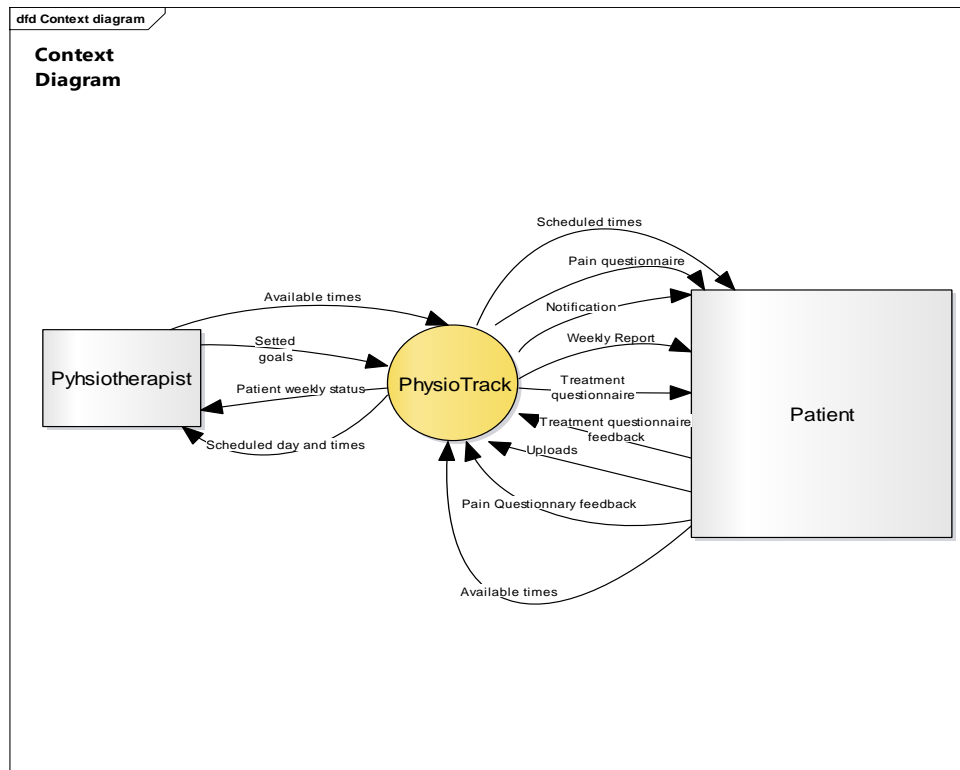 dfd Context diagram
Context
Diagram
Scheduled times
Pain questionnaire
Available times
Notification
Setted
goals
Weekly Report
Pyhsiotherapist
PhysioTrack
Patient weekly status
Treatment
questionnaire
Patient
Treatment questionnaire
feedback
Scheduled day and times
Uploads
Pain Questionnary feedback
Available times